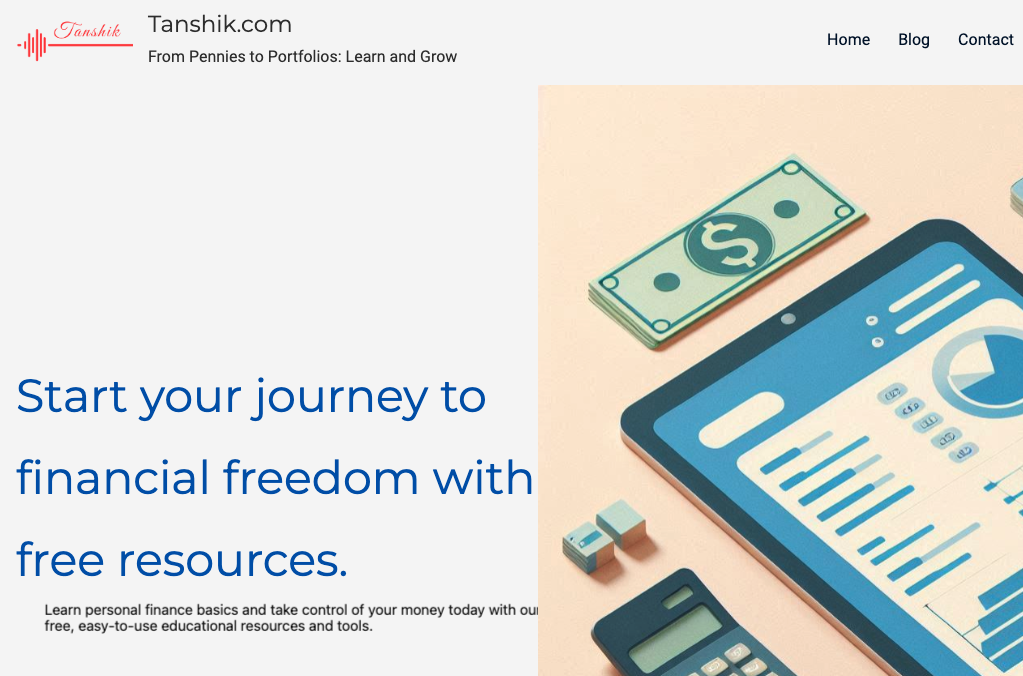 Tanshik
Tanshik.com
From Pennies to Portfolios: Learn and Grow
Home Blog Contact
$
Start your journey to
financial freedom with
free resources.
Learn personal finance basics and take control of your money today with our
free, easy-to-use educational resources and tools.